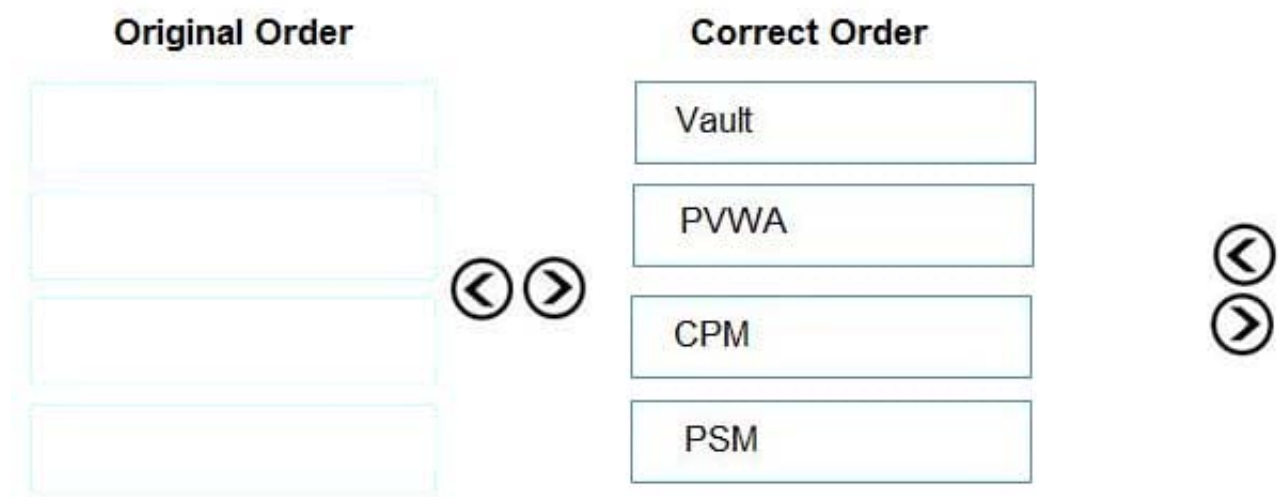 Original Order
Correct Order
Vault
PVWA
CPM
PSM